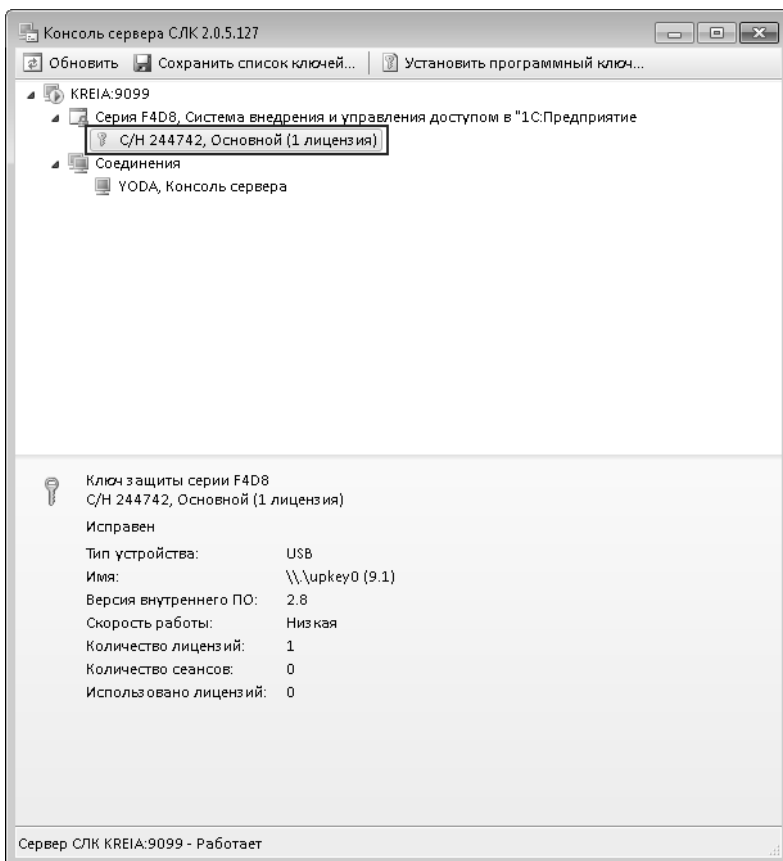 Консоль сервера СЛК 2.0.5.127
Обновить Сохранить список ключей... Установить программный ключ...
KREIA:9099
Серия F4D8, Система внедрения и управления доступом в "1С:Предприятие
С/Н 244742, Основной (1 лицензия)
Соединения
YODA, Консоль сервера
Ключ защиты серии F4D8
С/Н 244742, Основной (1 лицензия)
Исправен
Тип устройства: USB
Имя: \\.\upkey0 (9.1)
Версия внутреннего ПО: 2.8
Скорость работы: Низкая
Количество лицензий: 1
Количество сеансов: 0
Использовано лицензий: 0
Сервер СЛК KREIA:9099 - Работает